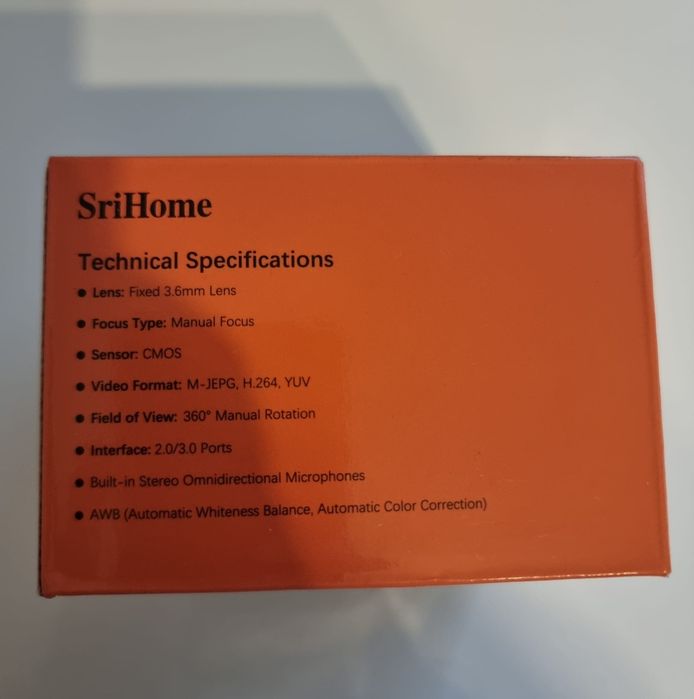 SriHome
Technical Specifications
● Lens: Fixed 3.6mm Lens
● Focus Type: Manual Focus
● Sensor: CMOS
● Video Format: M-JEPG, H.264, YUV
● Field of View: 360° Manual Rotation
● Interface: 2.0/3.0 Ports
● Built-in Stereo Omnidirectional Microphones
● AWB (Automatic Whiteness Balance, Automatic Color Correction)